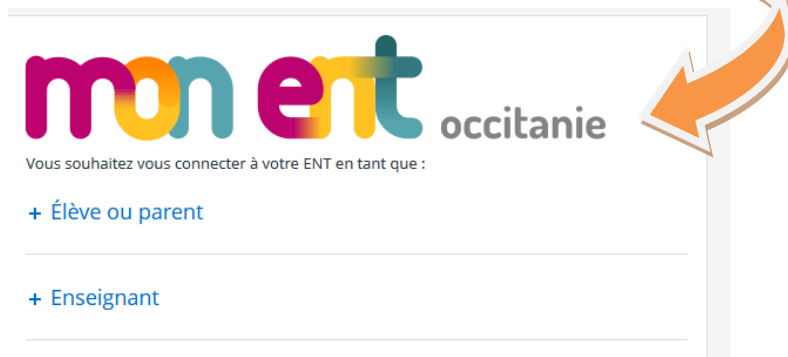 mon ent occitanie
Vous souhaitez vous connecter à votre ENT en tant que :
+ Élève ou parent
+ Enseignant